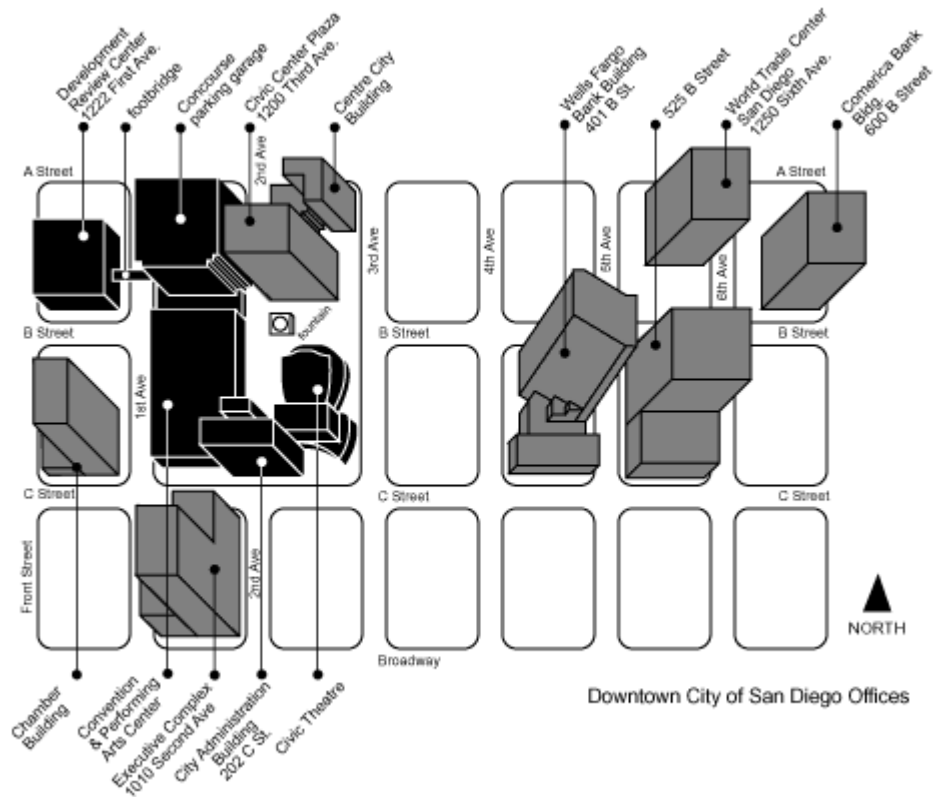 Development
Review Center
1222 First Ave.
footbridge
Concourse
parking garage
Civic Center Plaza
1200 Third Ave.
Centre City
Building
Wells Fargo
Bank Building
401 B St.
525 B Street
World Trade Center
San Diego
1250 Sixth Ave.
Comerica Bank
Bldg.
600 B Street
A Street
2nd Ave
A Street
3rd Ave
4th Ave
5th Ave
6th Ave
fountain
B Street
B Street
B Street
1st Ave
C Street
C Street
C Street
Front Street
2nd Ave
Broadway
NORTH
Downtown City of San Diego Offices
Chamber
Building
Convention
& Performing
Arts Center
Executive Complex
1010 Second Ave
City Administration
Building
202 C St.
Civic Theatre